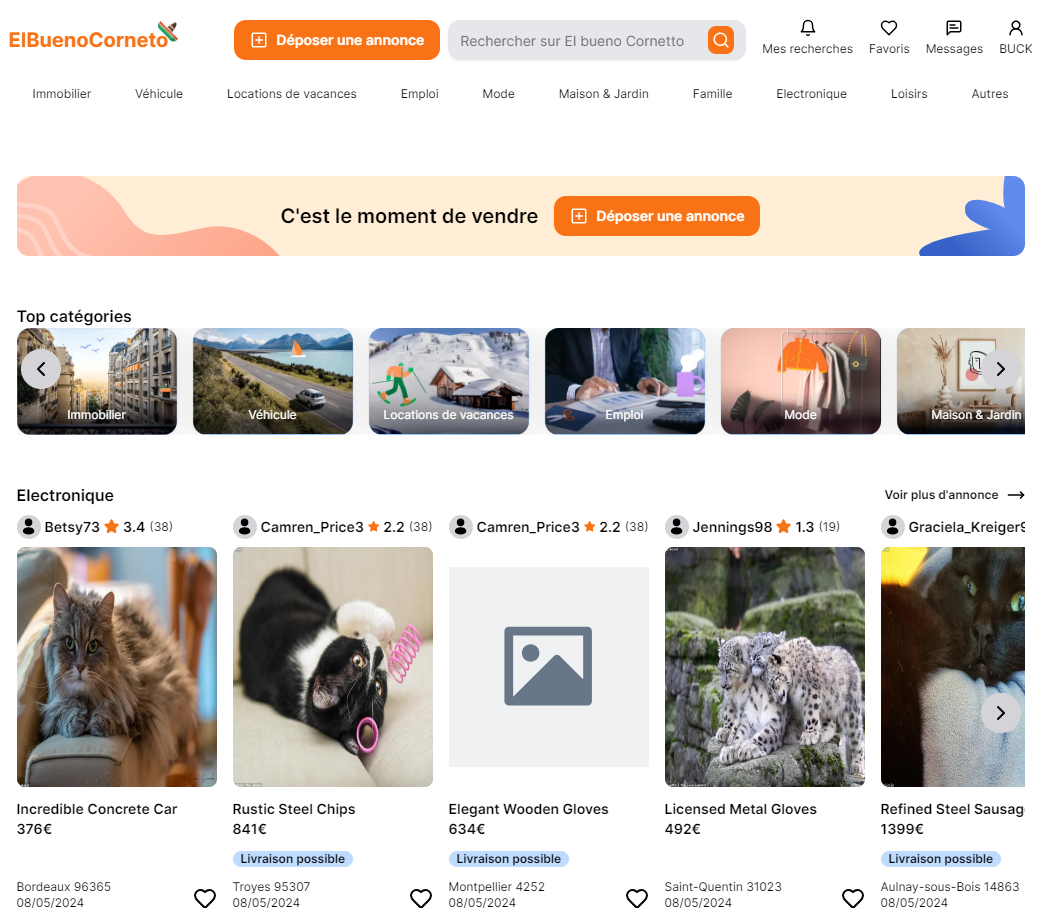 ElBuenoCorneto
Déposer une annonce
Rechercher sur El bueno Cornetto
Mes recherches
Favoris
Messages
BUCK
Immobilier
Véhicule
Locations de vacances
Emploi
Mode
Maison & Jardin
Famille
Electronique
Loisirs
Autres
C'est le moment de vendre
Déposer une annonce
Top catégories
Immobilier
Véhicule
Locations de vacances
Emploi
Mode
Maison & Jardin
Electronique
Voir plus d'annonce
Betsy73 3.4 (38)
Camren_Price3 2.2 (38)
Camren_Price3 2.2 (38)
Jennings98 1.3 (19)
Graciela_Kreiger9
Incredible Concrete Car
376€
Bordeaux 96365
08/05/2024
Rustic Steel Chips
841€
Livraison possible
Troyes 95307
08/05/2024
Elegant Wooden Gloves
634€
Livraison possible
Montpellier 4252
08/05/2024
Licensed Metal Gloves
492€
Saint-Quentin 31023
08/05/2024
Refined Steel Sausag
1399€
Livraison possible
Aulnay-sous-Bois 14863
08/05/2024